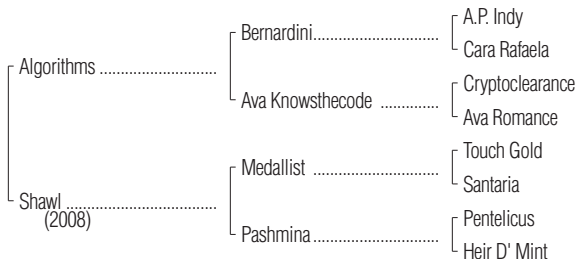 A.P. Indy
Bernardini
Cara Rafaela
Algorithms
Cryptoclearance
Ava Knowsthecode
Ava Romance
Touch Gold
Medallist
Santaria
Shawl
(2008)
Pentelicus
Pashmina
Heir D' Mint